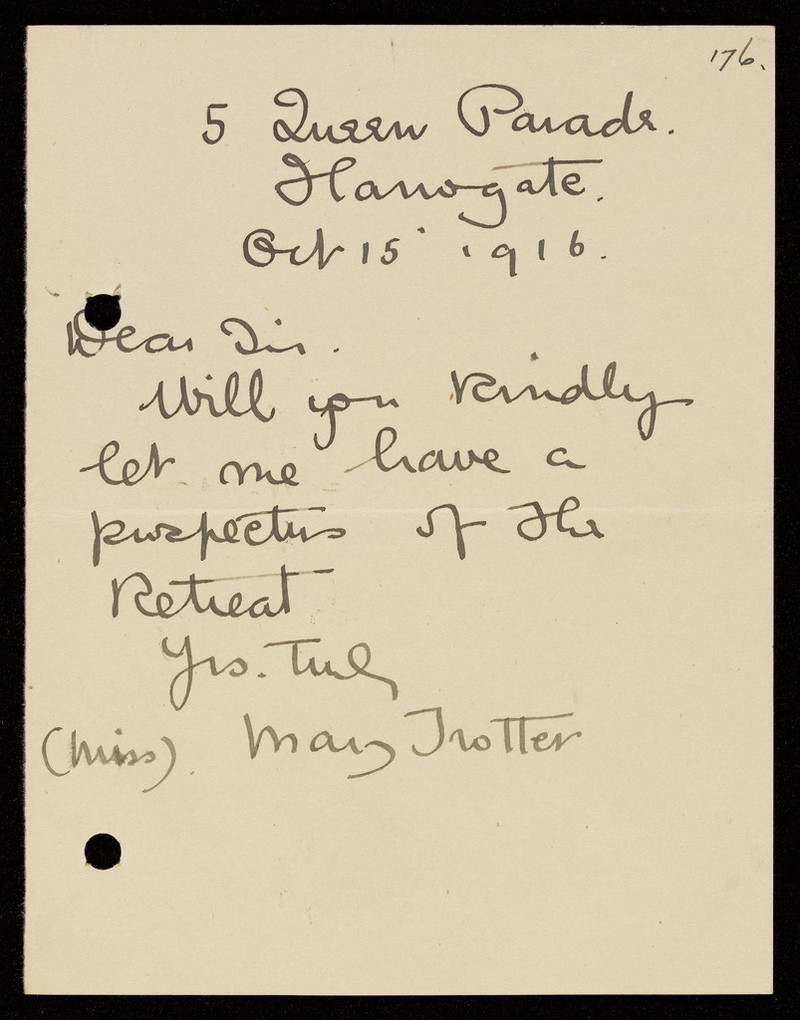 176.
5 Queen Parade.
Harrogate.
Oct 15 1916.
Dear Sir.
Will you kindly
let me have a
prospectus of the
Retreat
Yrs. Truly
(Miss). Mary Trotter